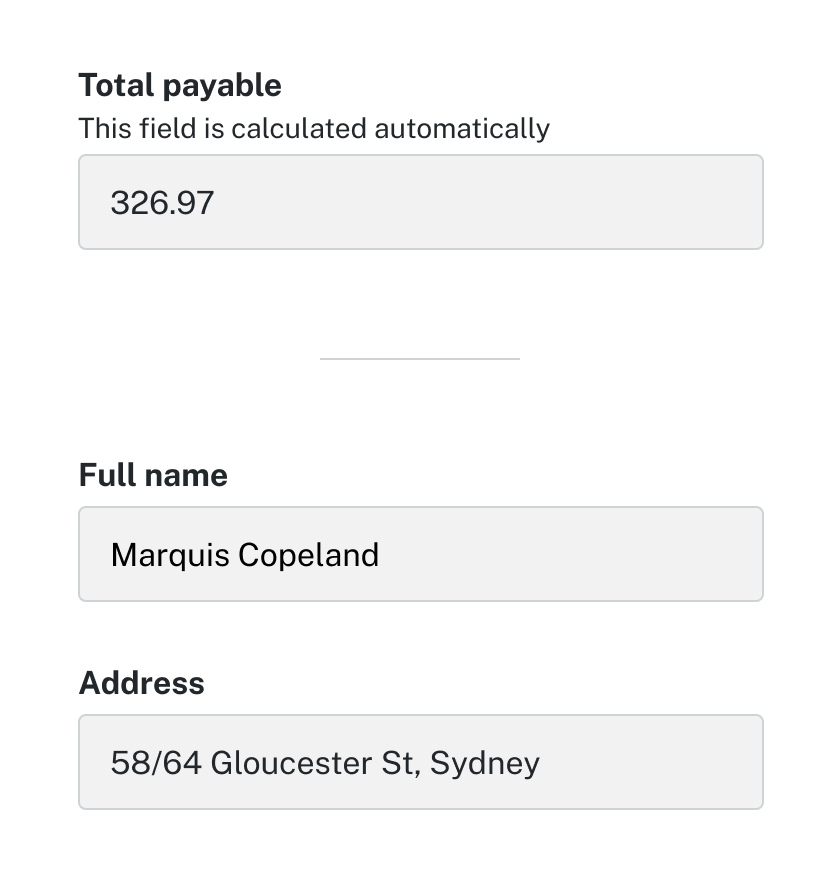 Total payable
This field is calculated automatically
326.97
Full name
Marquis Copeland
Address
58/64 Gloucester St, Sydney